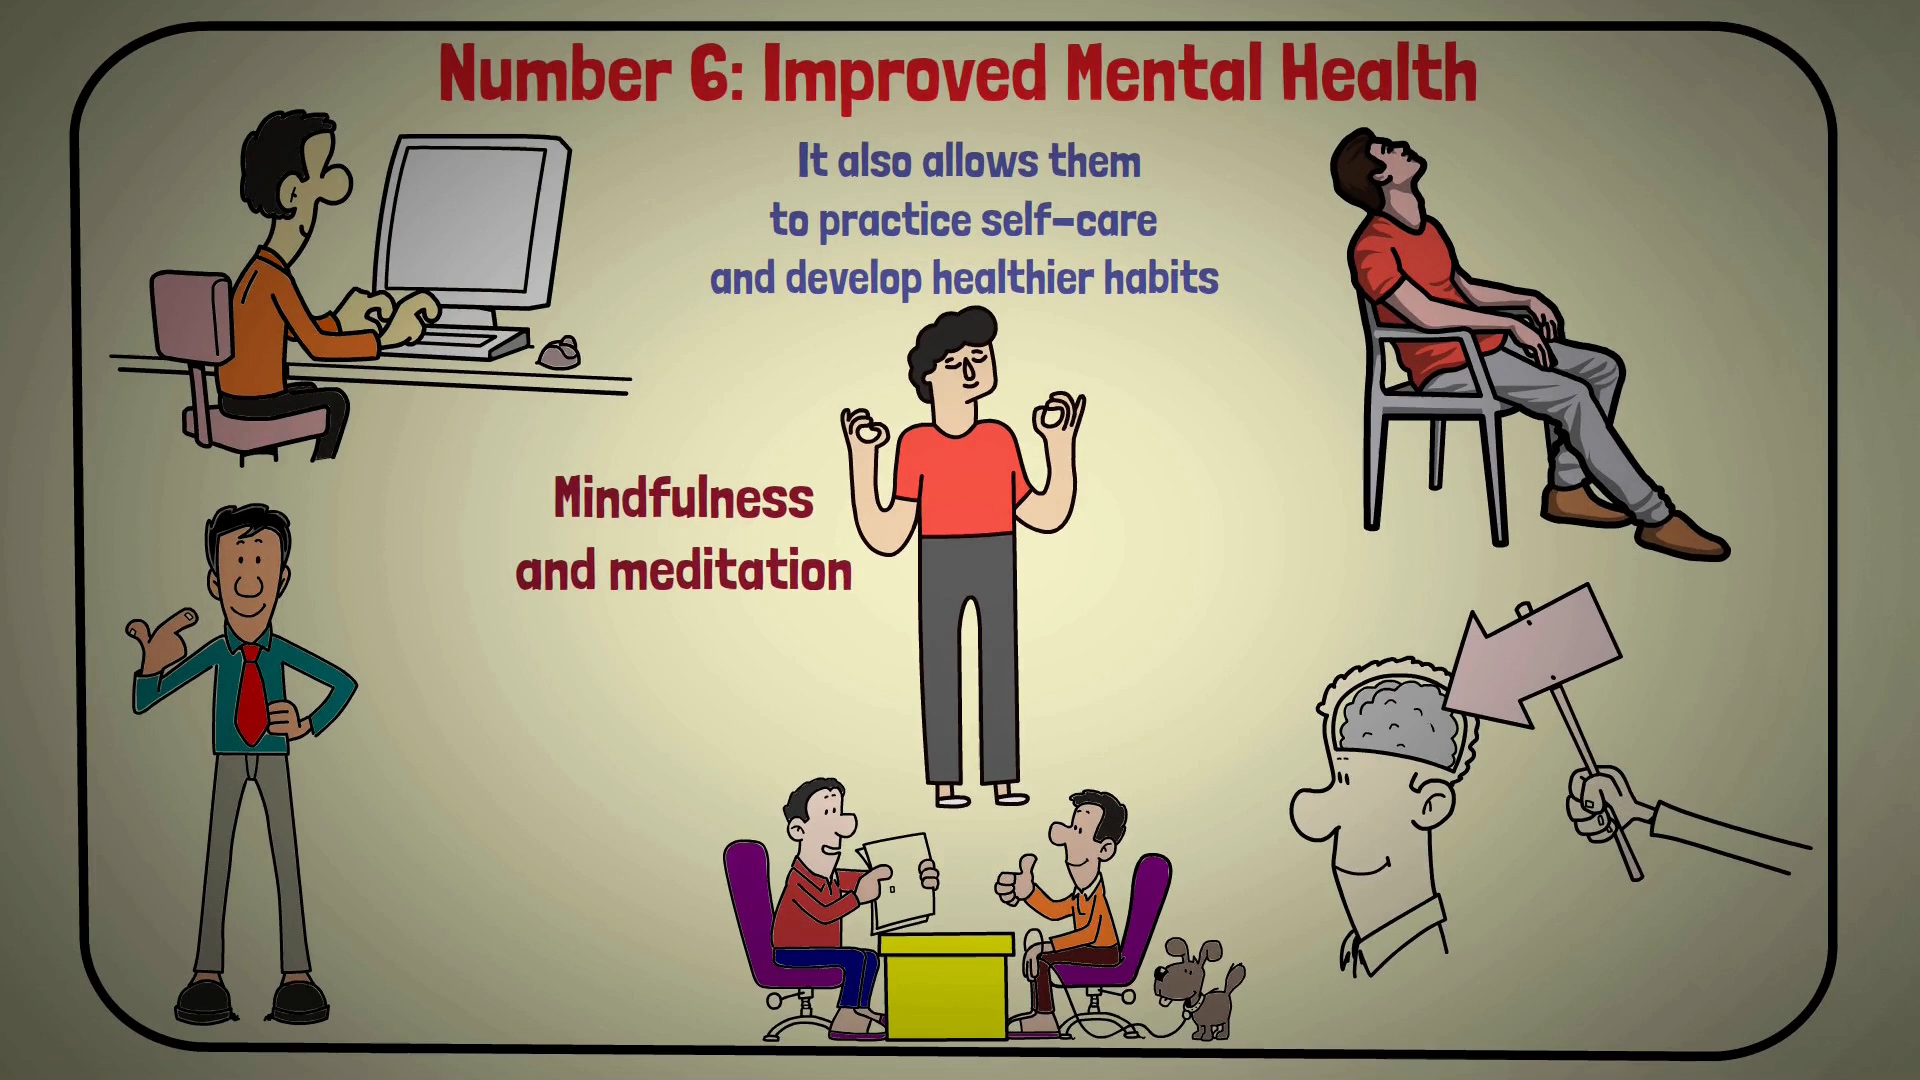 Number 6: Improved Mental Health
It also allows them
to practice self-care
and develop healthier habits
Mindfulness
and meditation